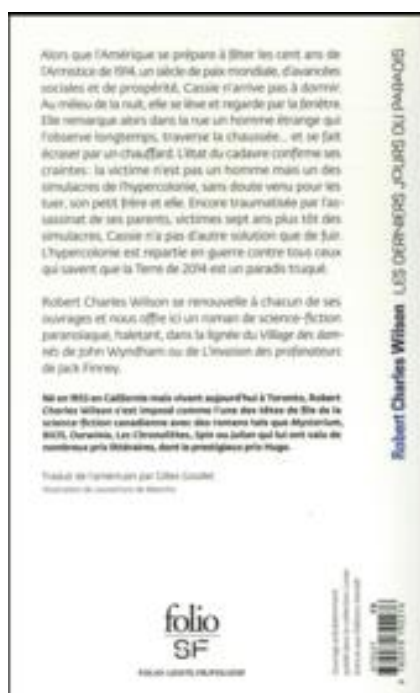 Alors que l'Amérique se prépare à fêter les cent ans de
l'Armistice de 1914, un siècle de paix mondiale, d'avancées
sociales et de prospérité, Cassie n'arrive pas à dormir.
Au milieu de la nuit, elle se lève et regarde par la fenêtre.
Elle remarque alors dans la rue un homme étrange qui
l'observe longtemps, traverse la chaussée... et se fait
écraser par un chauffard. L'état du cadavre confirme ses
craintes : la victime n'est pas un homme mais un des
simulacres de l'hypercolonie, sans doute venu pour les
tuer, son petit frère et elle. Encore traumatisée par l'as-
sassinat de ses parents, victimes sept ans plus tôt des
simulacres, Cassie n'a pas d'autre solution que de fuir.
L'hypercolonie est repartie en guerre contre tous ceux
qui savent que la Terre de 2014 est un paradis truqué.
Robert Charles Wilson se renouvelle à chacun de ses
ouvrages et nous offre ici un roman de science-fiction
paranoïaque, haletant, dans la lignée du Village des dam-
nés de John Wyndham ou de L'invasion des profanateurs
de Jack Finney.
Né en 1953 en Californie mais vivant aujourd'hui à Toronto, Robert
Charles Wilson s'est imposé comme l'une des têtes de file de la
science-fiction canadienne avec des romans tels que Mysterium,
BIOS, Darwinia, Les Chronolithes, Spin ou Julian qui lui ont valu de
nombreux prix littéraires, dont le prestigieux prix Hugo.
Traduit de l'américain par Gilles Goullet
Illustration de couverture de Manchu
folio
SF
FOLIO SCIENCE-FICTION
Robert Charles Wilson LES DERNIERS JOURS DU PARADIS